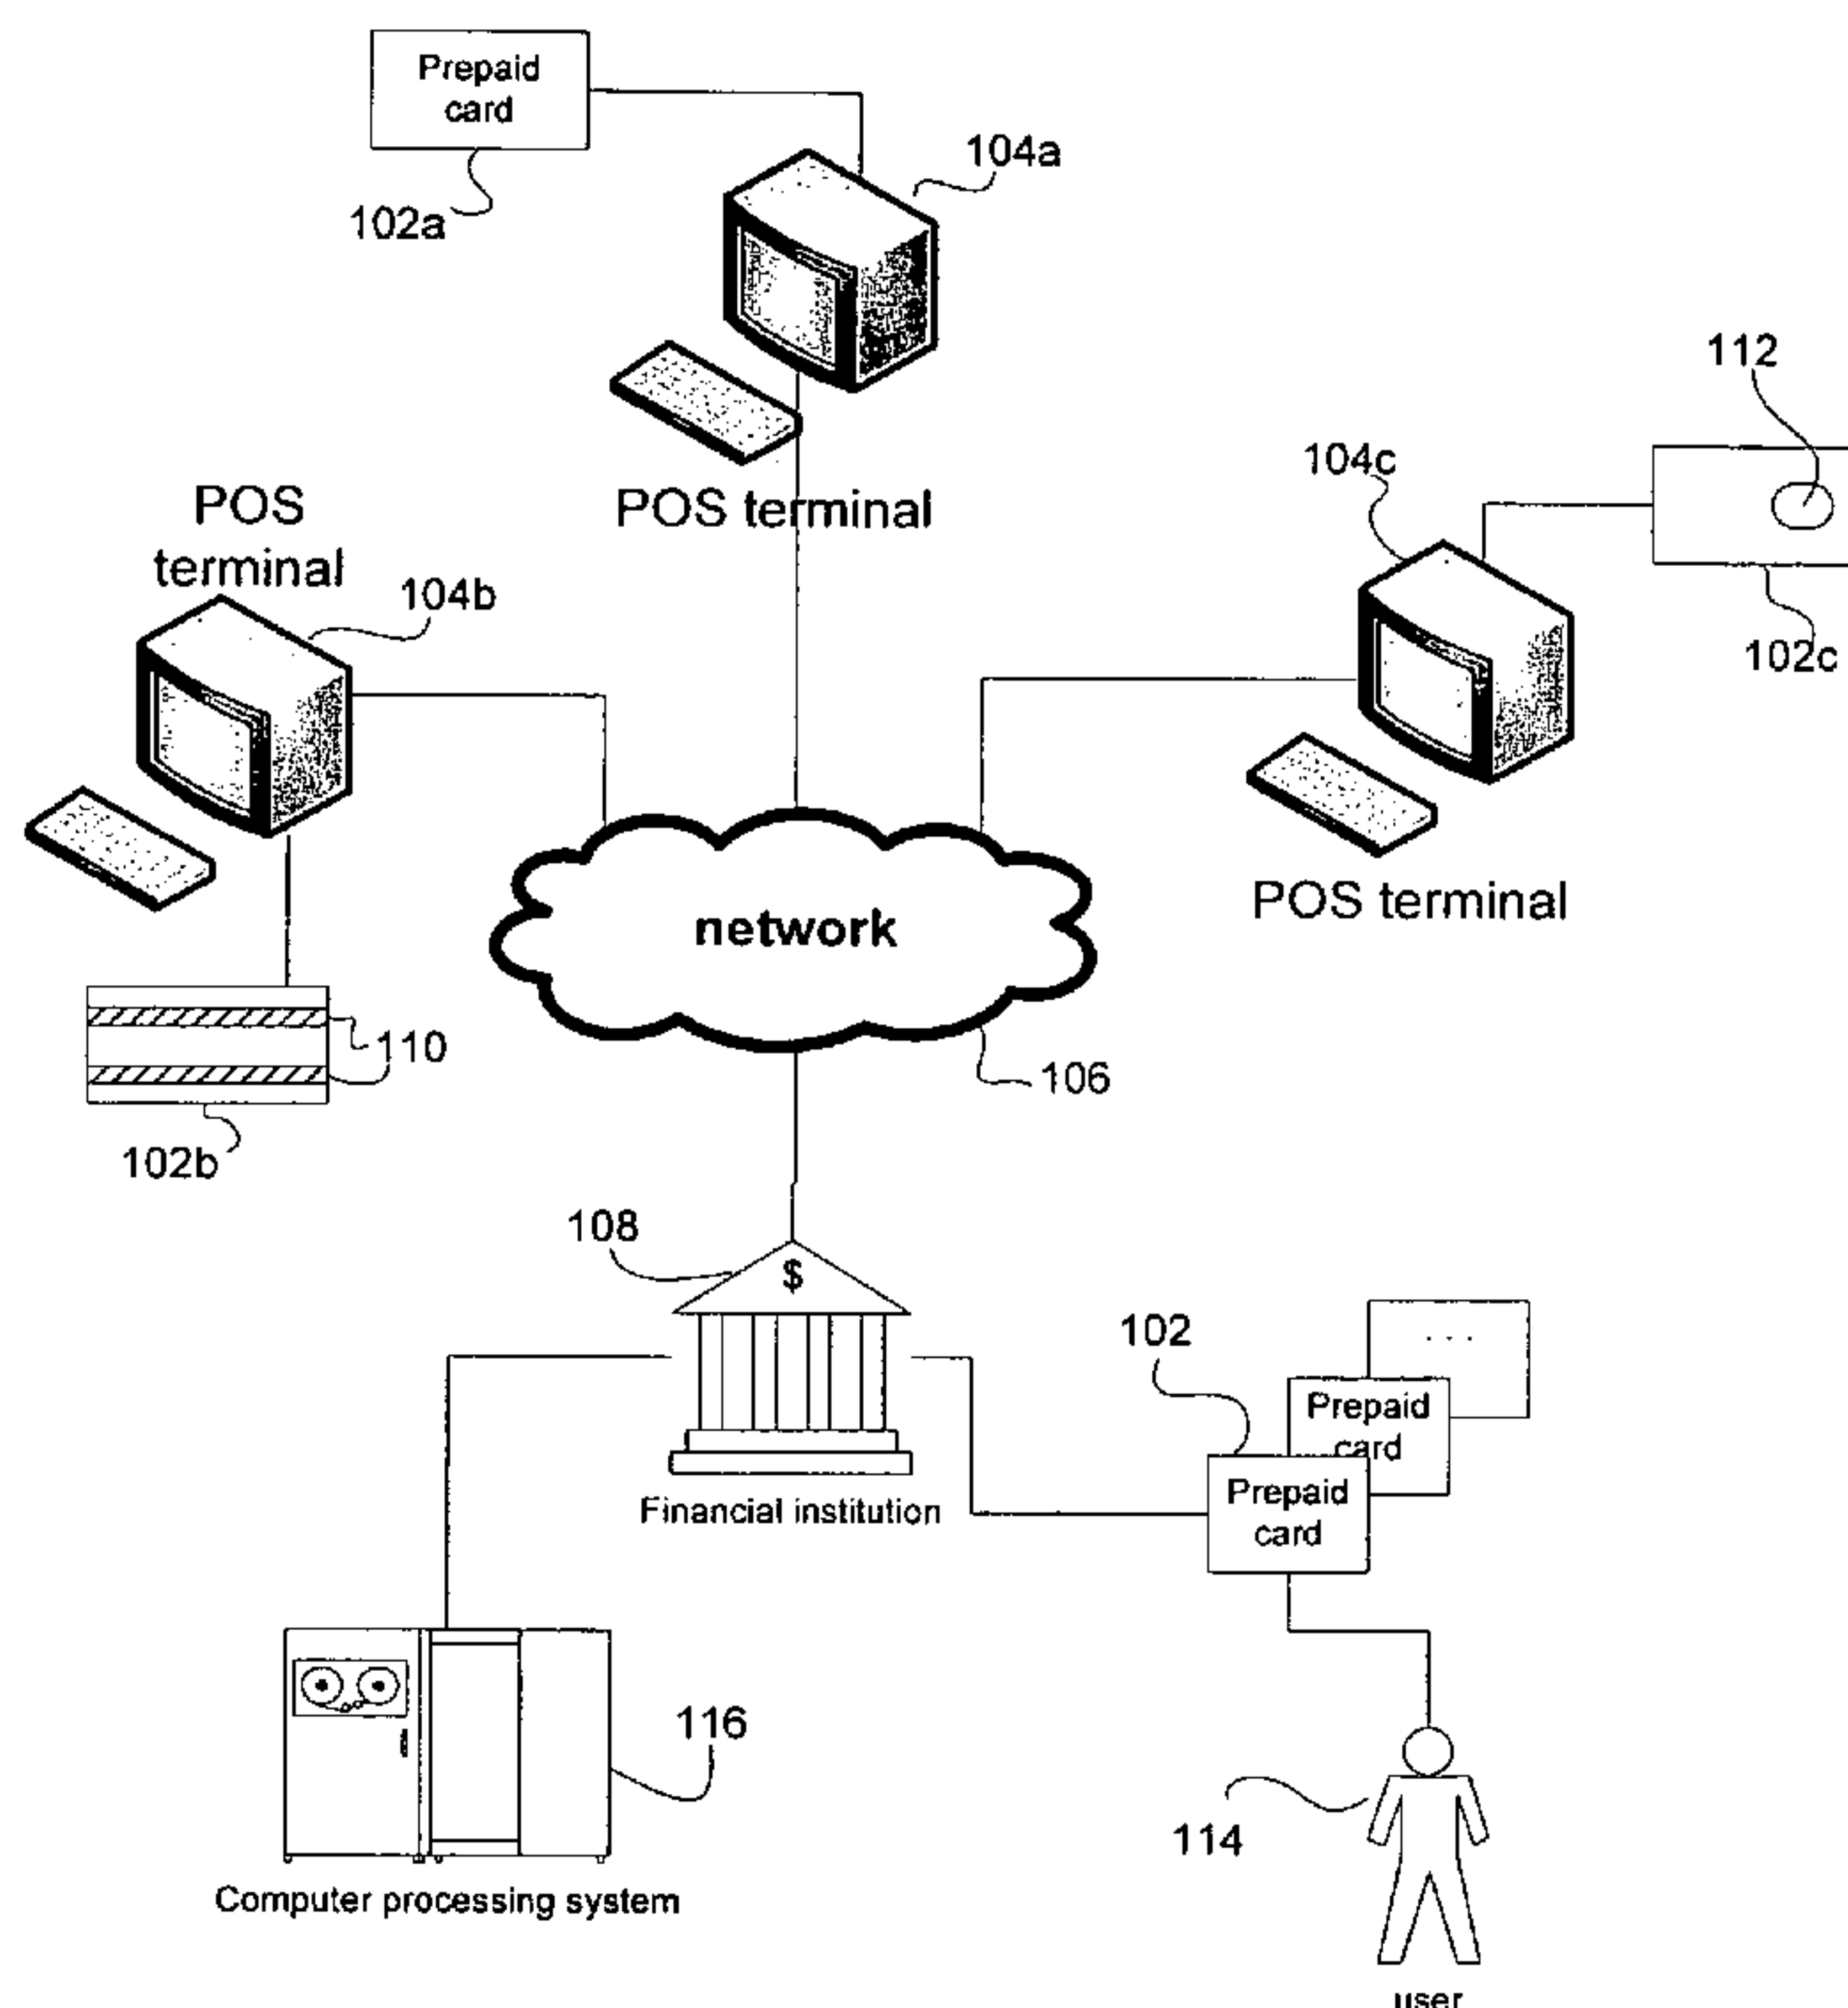 Prepaid
card
102a
104a
112
104c
102c
POS terminal
POS
terminal
104b
POS terminal
network
110
106
102b
108
$
102
...
Prepaid
card
Prepaid
card
Financial institution
116
114
Computer processing system
user